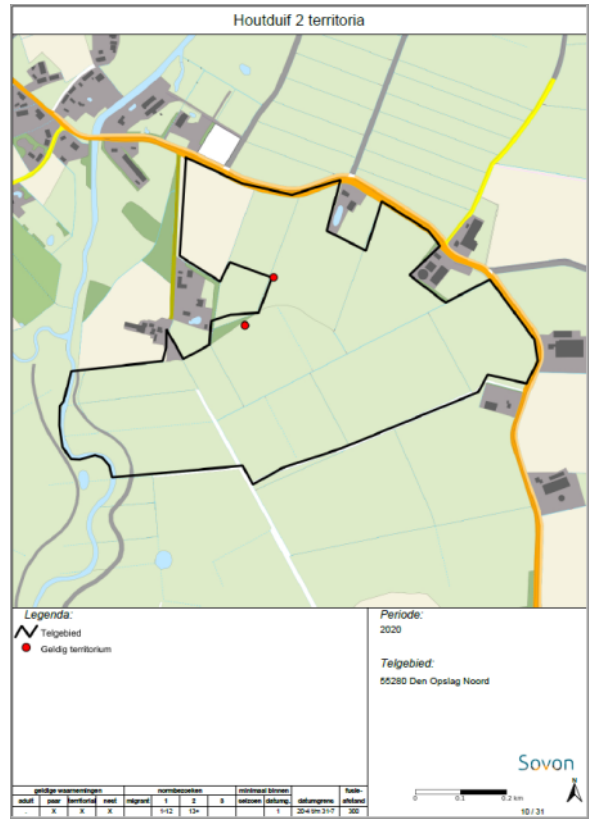 Houtduif 2 territoria
Legenda:
Telgebied
Geldig territorium
Periode:
2020
Telgebied:
55280 Den Opslag Noord
Sovon
N
0 0.1 0.2 km
10 / 31
geldige waarnemingen normbezoeken minimaal binnen fusie-
adult paar territorial nest migrant 1 2 3 seizoen datumg. datumgrens afstand
. X X X 1-12 13+ 1 20-4 t/m 31-7 300